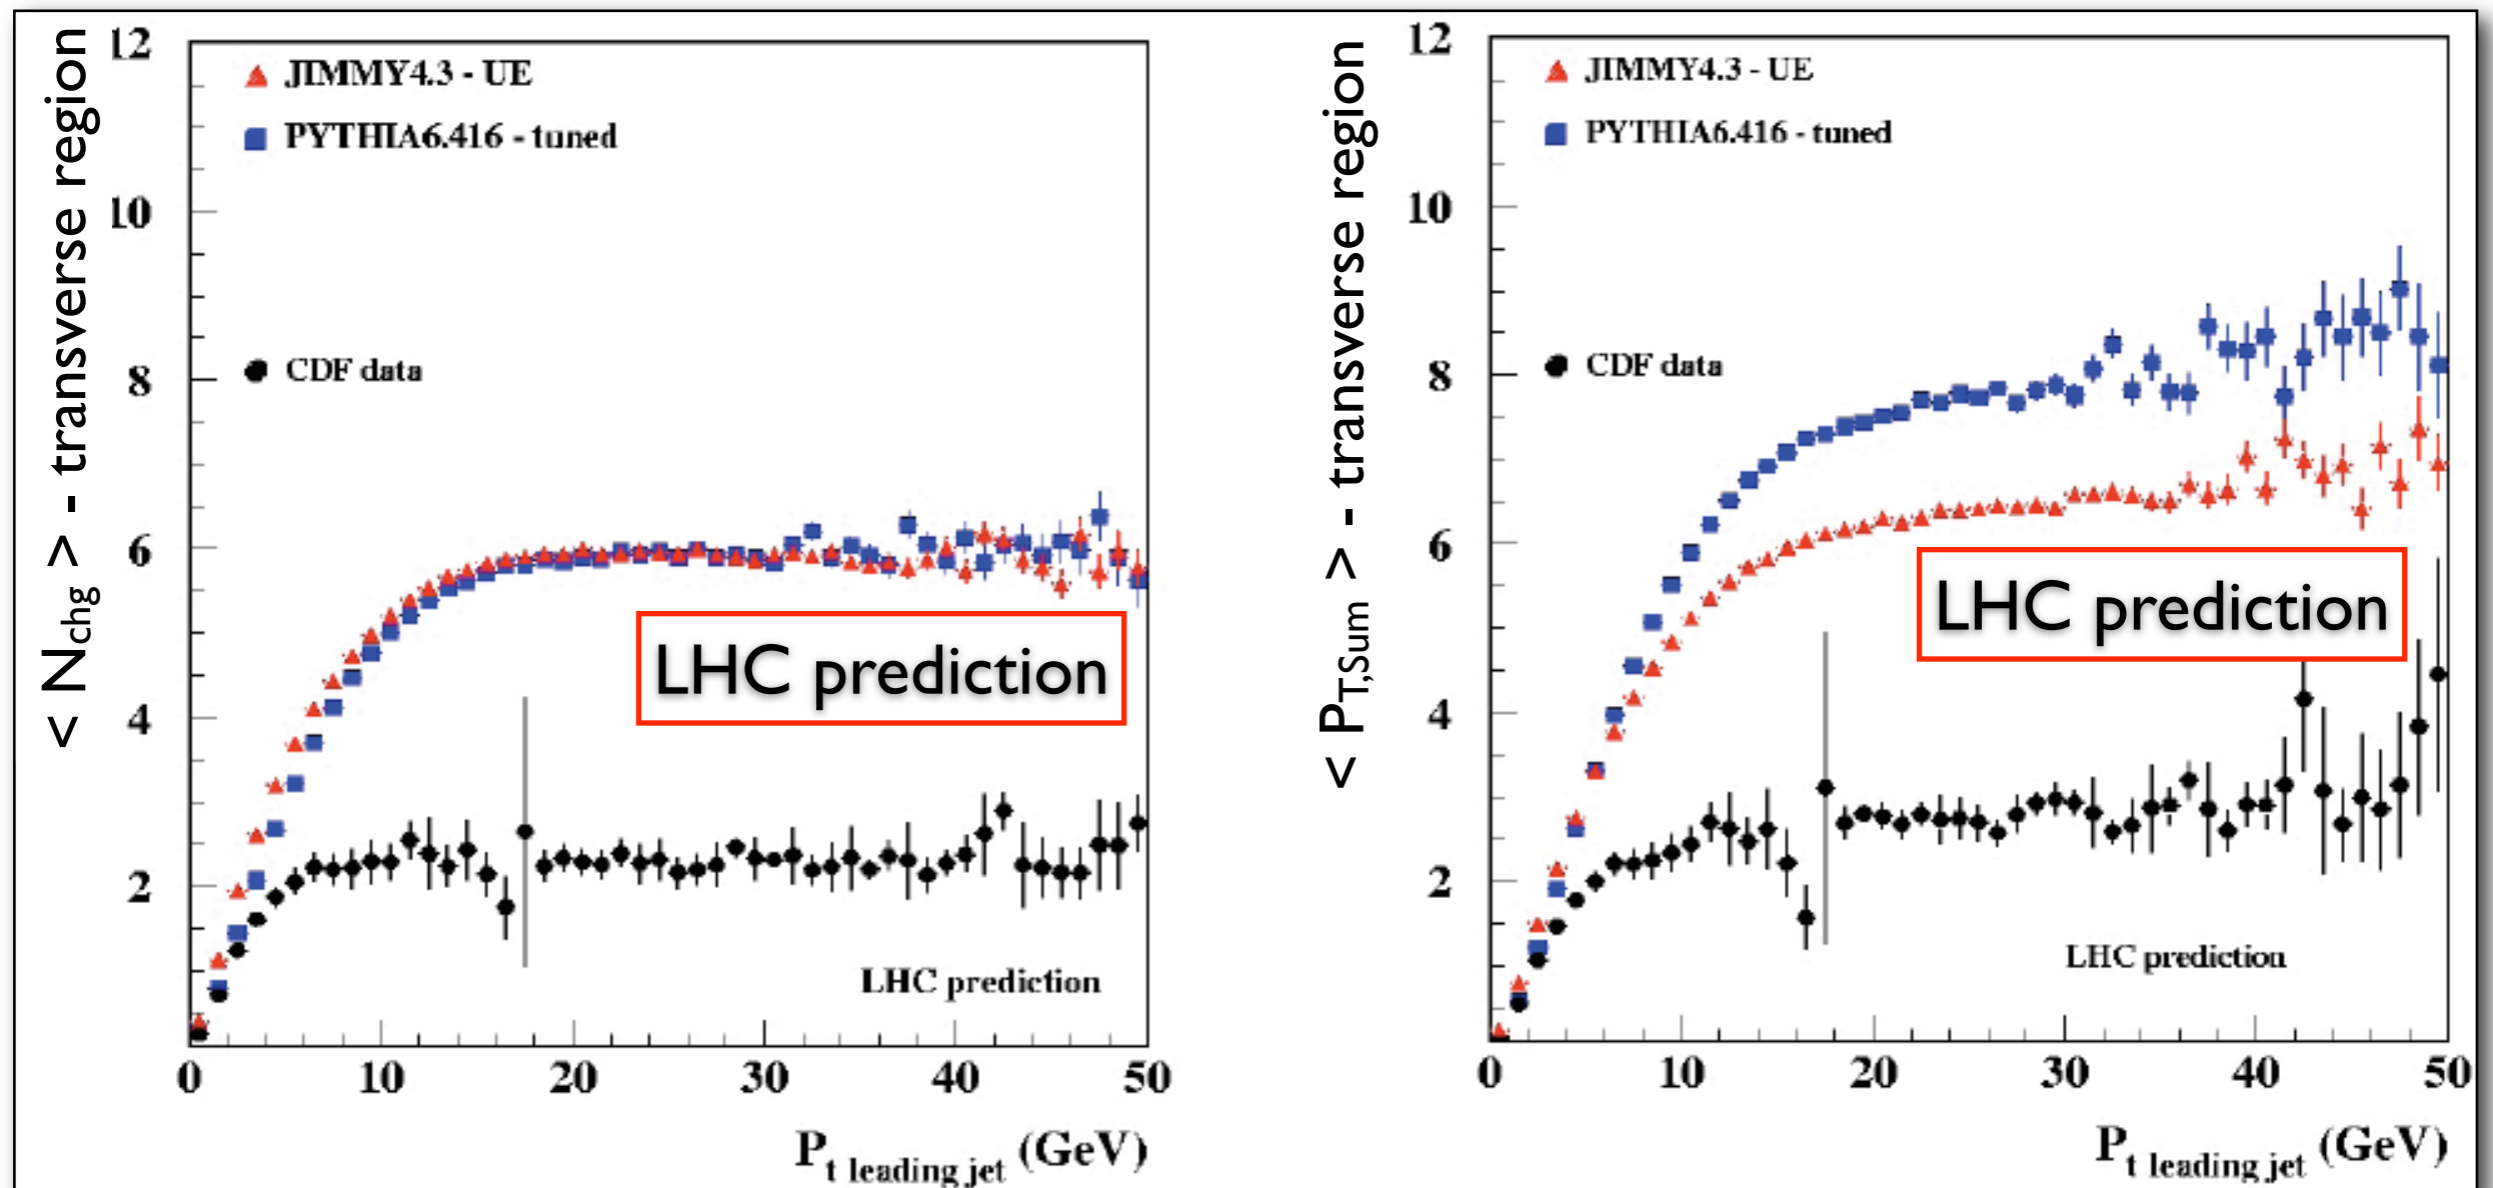 < Nchg > - transverse region
12
10
8
6
4
2
JIMMY4.3 - UE
PYTHIA6.416 - tuned
CDF data
LHC prediction
LHC prediction
0 10 20 30 40 50
Pt leading jet (GeV)
< PT,Sum > - transverse region
12
10
8
6
4
2
JIMMY4.3 - UE
PYTHIA6.416 - tuned
CDF data
LHC prediction
LHC prediction
0 10 20 30 40 50
Pt leading jet (GeV)